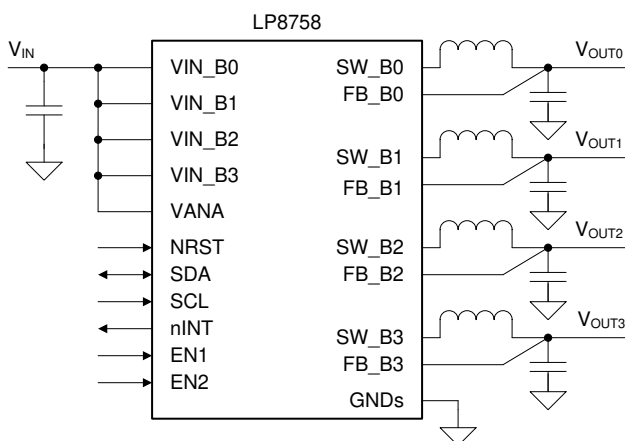 LP8758
VIN
VIN_B0
VIN_B1
VIN_B2
VIN_B3
VANA
NRST
SDA
SCL
nINT
EN1
EN2
SW_B0
FB_B0
SW_B1
FB_B1
SW_B2
FB_B2
SW_B3
FB_B3
GNDs
VOUT0
VOUT1
VOUT2
VOUT3